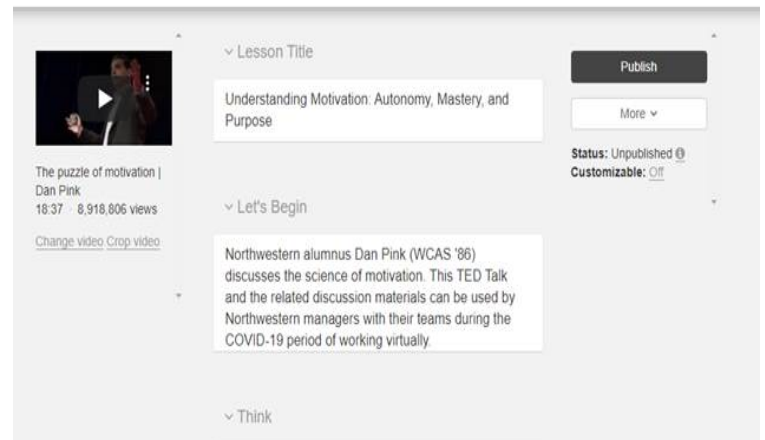 The puzzle of motivation |
Dan Pink
18:37 · 8,918,806 views
Change video Crop video
Lesson Title
Understanding Motivation: Autonomy, Mastery, and
Purpose
Let's Begin
Northwestern alumnus Dan Pink (WCAS '86)
discusses the science of motivation. This TED Talk
and the related discussion materials can be used by
Northwestern managers with their teams during the
COVID-19 period of working virtually.
Think
Publish
More
Status: Unpublished
Customizable: Off